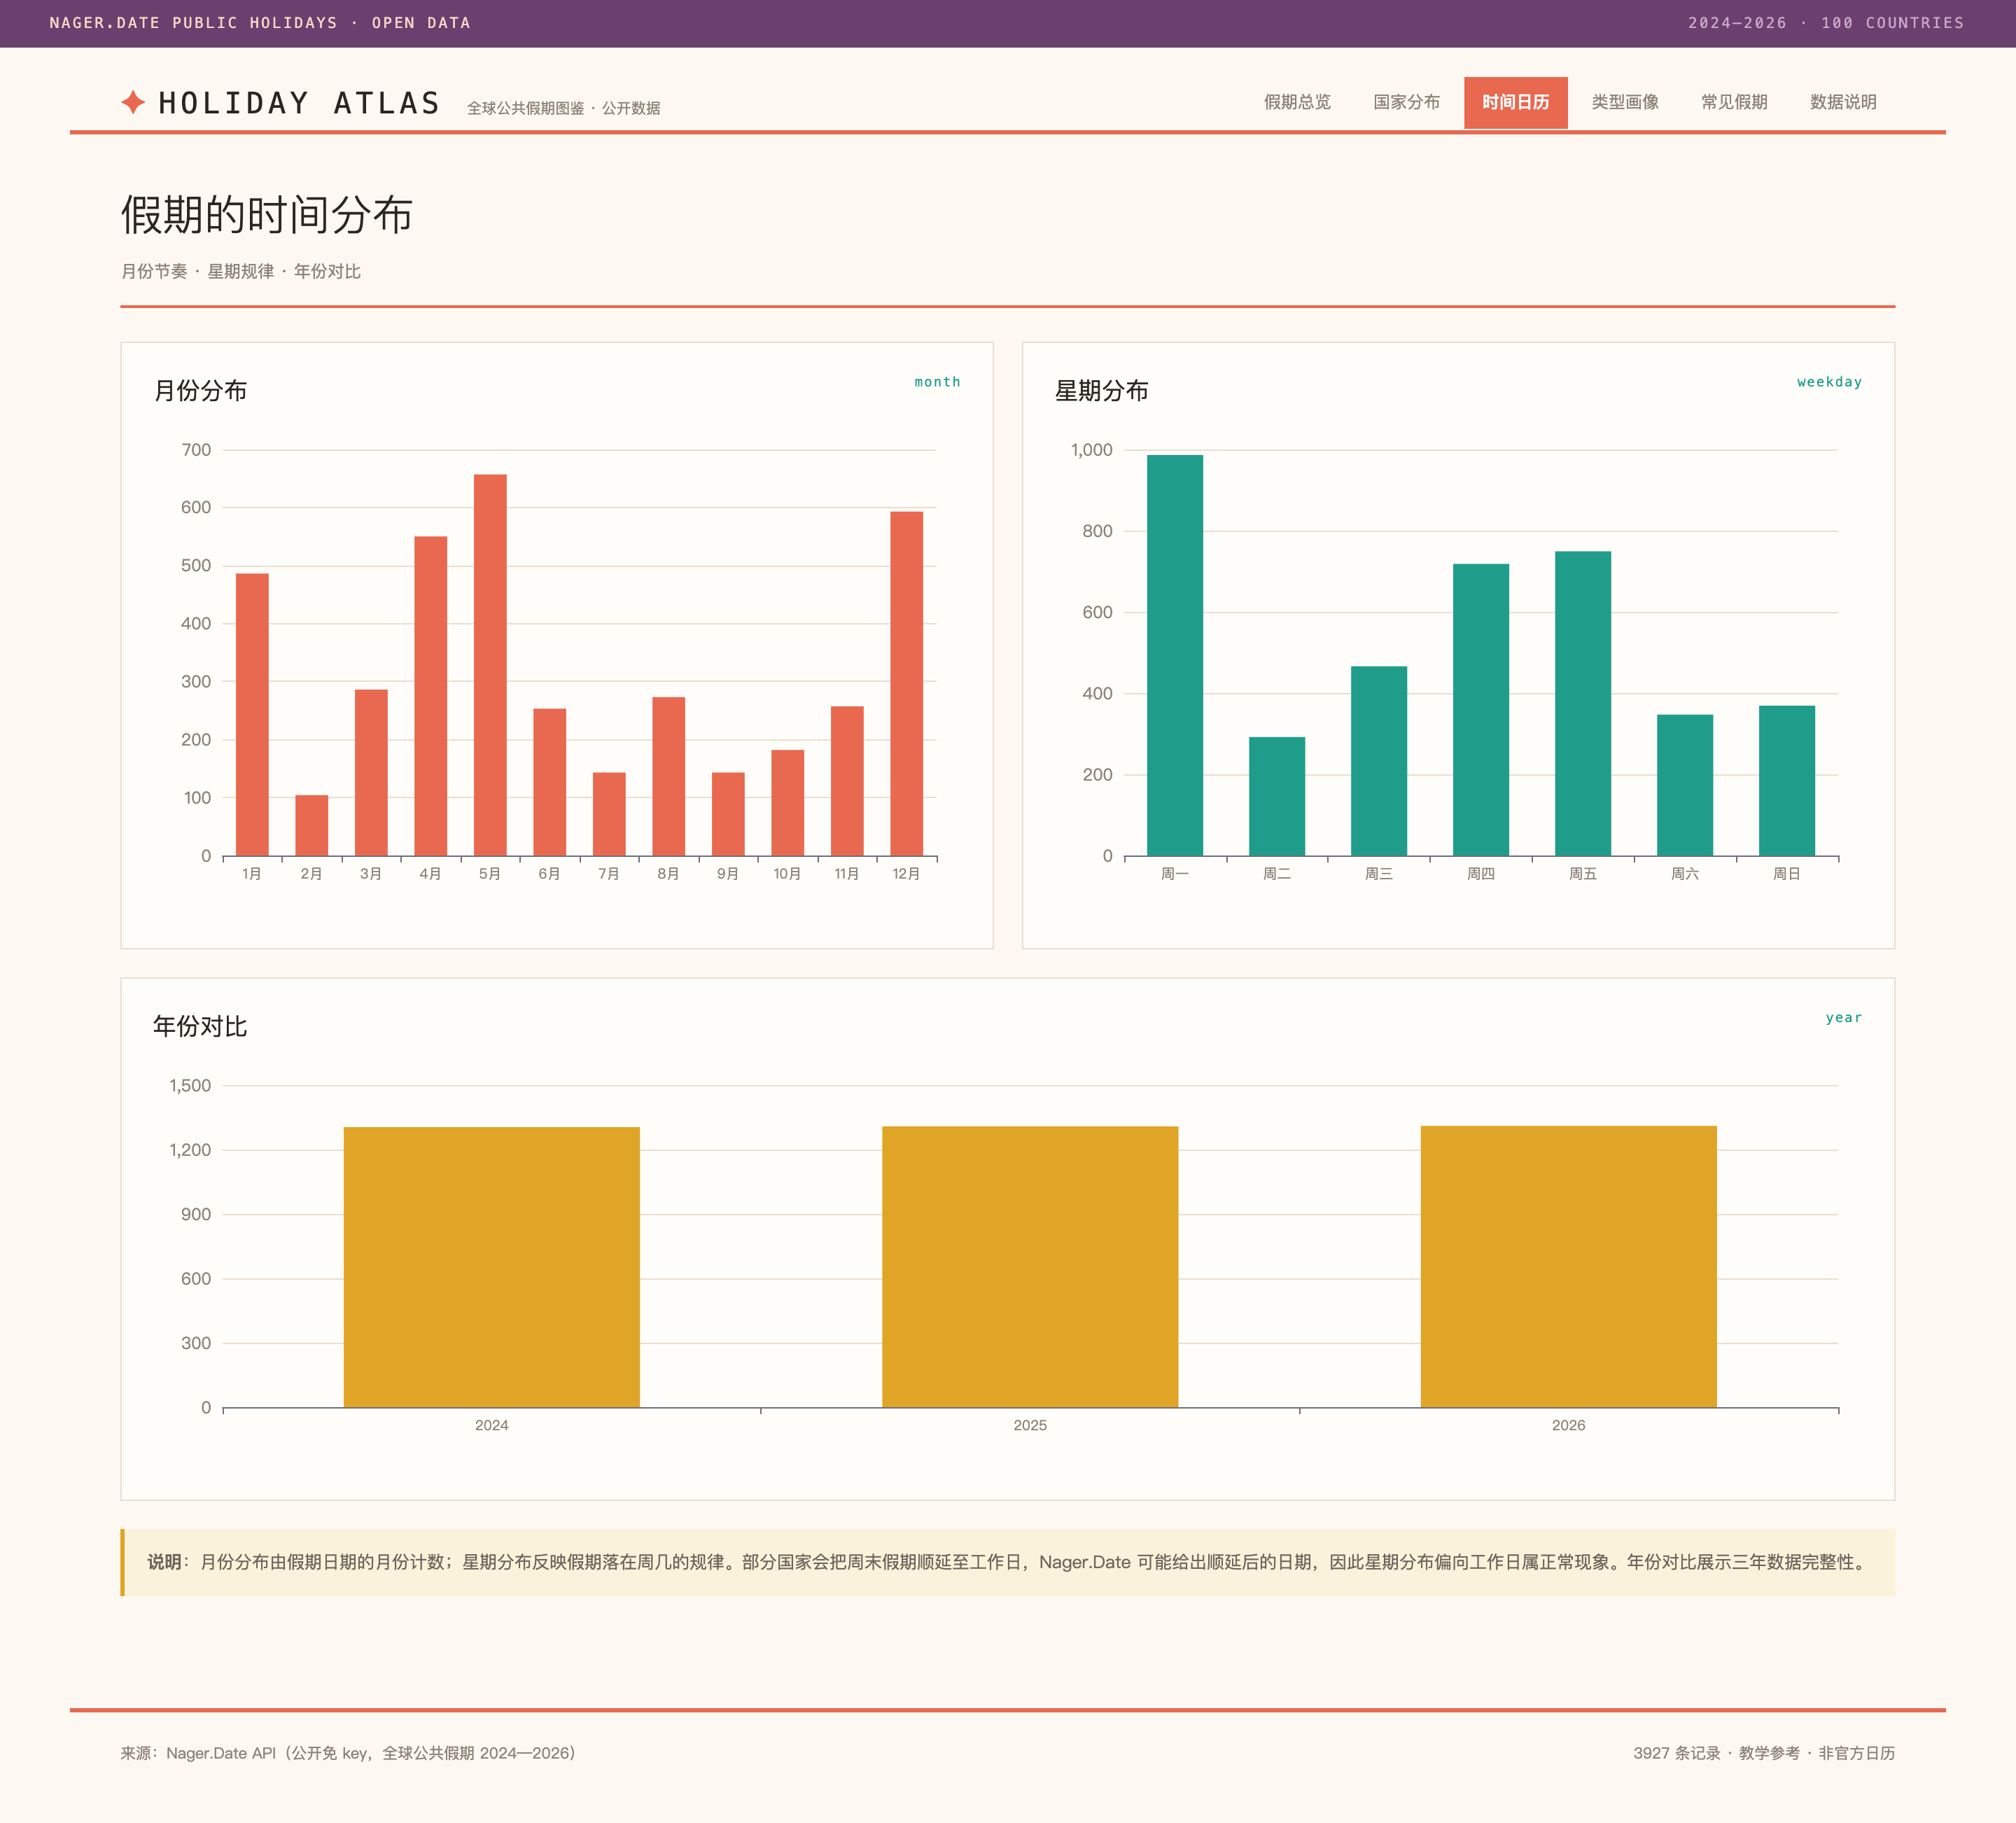 NAGER.DATE PUBLIC HOLIDAYS · OPEN DATA
2024—2026 · 100 COUNTRIES
HOLIDAY ATLAS 全球公共假期图鉴 · 公开数据
假期总览 国家分布 时间日历 类型画像 常见假期 数据说明
假期的时间分布
月份节奏 · 星期规律 · 年份对比
月份分布
month
700
600
500
400
300
200
100
0
1月 2月 3月 4月 5月 6月 7月 8月 9月 10月 11月 12月
星期分布
weekday
1,000
800
600
400
200
0
周一 周二 周三 周四 周五 周六 周日
年份对比
year
1,500
1,200
900
600
300
0
2024 2025 2026
说明：月份分布由假期日期的月份计数；星期分布反映假期落在周几的规律。部分国家会把周末假期顺延至工作日，Nager.Date 可能给出顺延后的日期，因此星期分布偏向工作日属正常现象。年份对比展示三年数据完整性。
来源：Nager.Date API（公开免 key，全球公共假期 2024—2026）
3927 条记录 · 教学参考 · 非官方日历